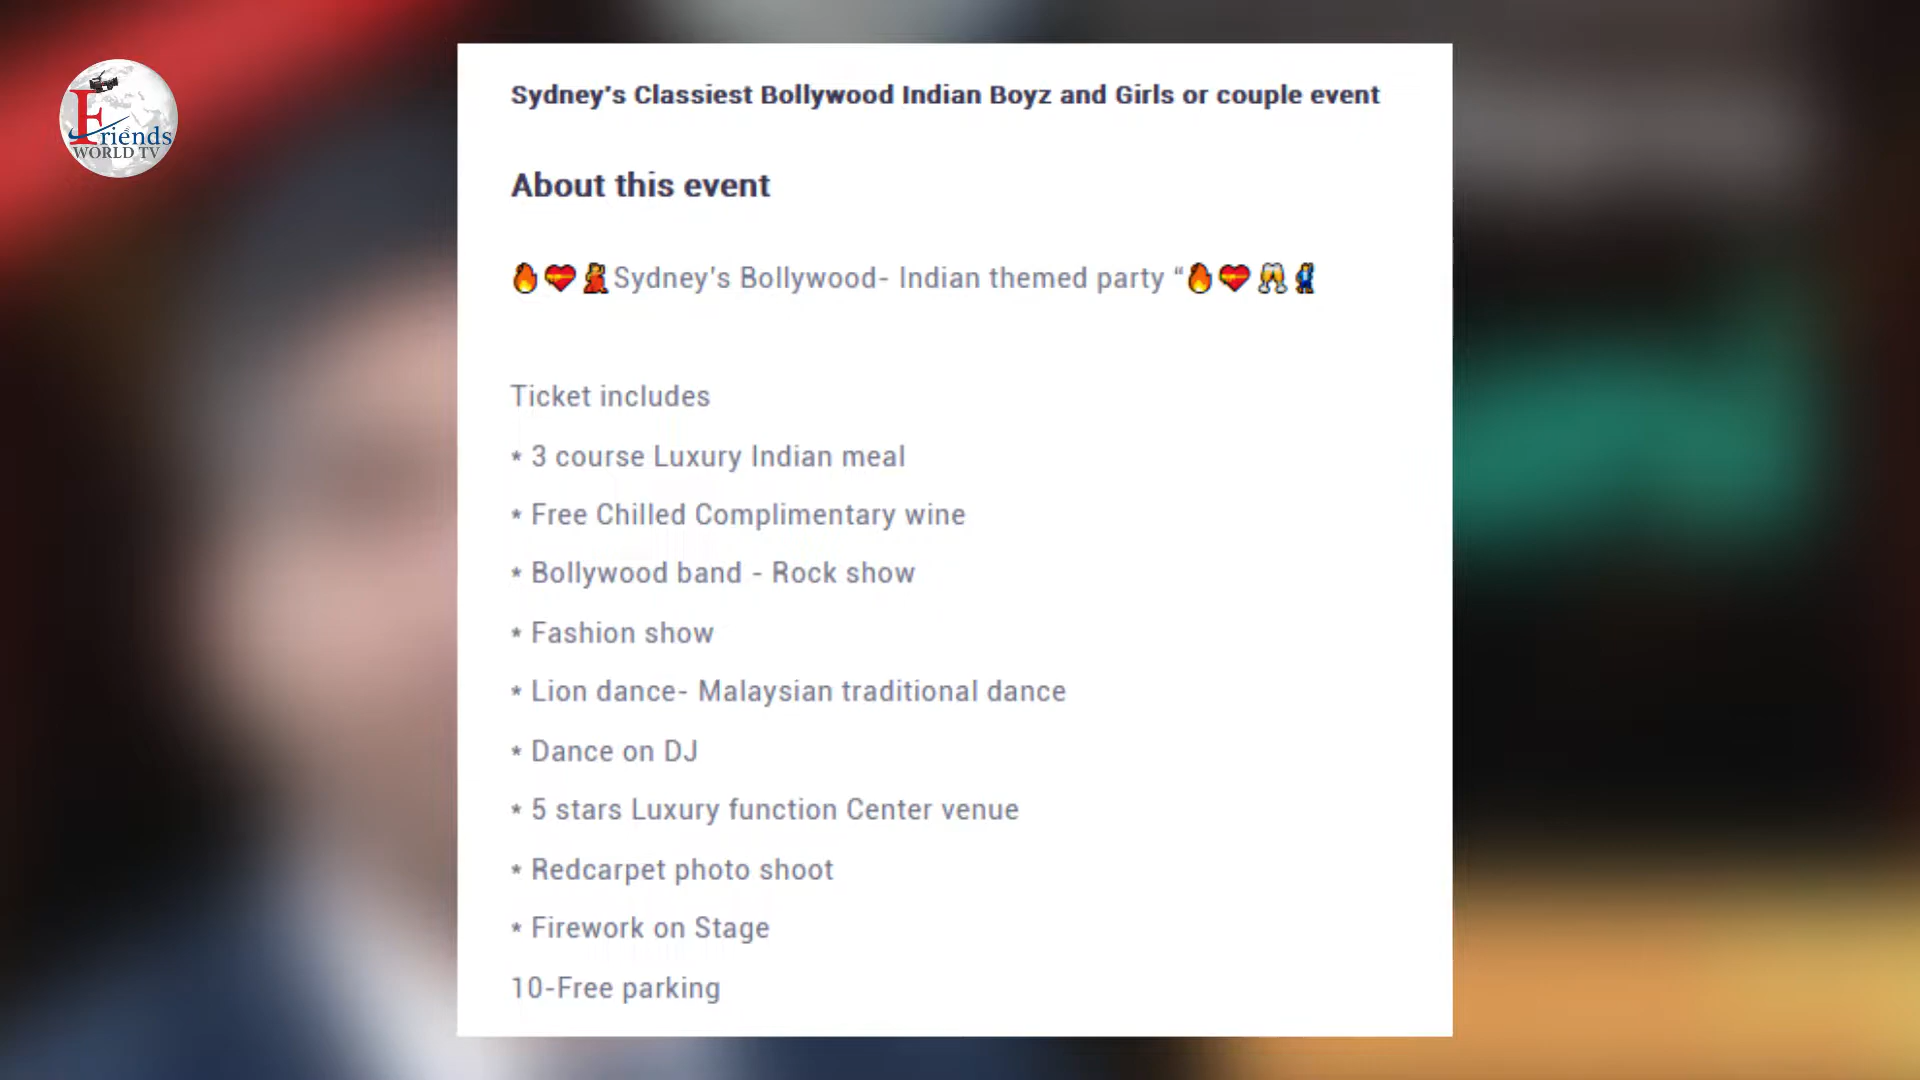 Friends
WORLD TV
Sydney's Classiest Bollywood Indian Boyz and Girls or couple event
About this event
🔥❤️💃Sydney's Bollywood- Indian themed party “🔥❤️🥂🕺
Ticket includes
* 3 course Luxury Indian meal
* Free Chilled Complimentary wine
* Bollywood band - Rock show
* Fashion show
* Lion dance- Malaysian traditional dance
* Dance on DJ
* 5 stars Luxury function Center venue
* Redcarpet photo shoot
* Firework on Stage
10-Free parking